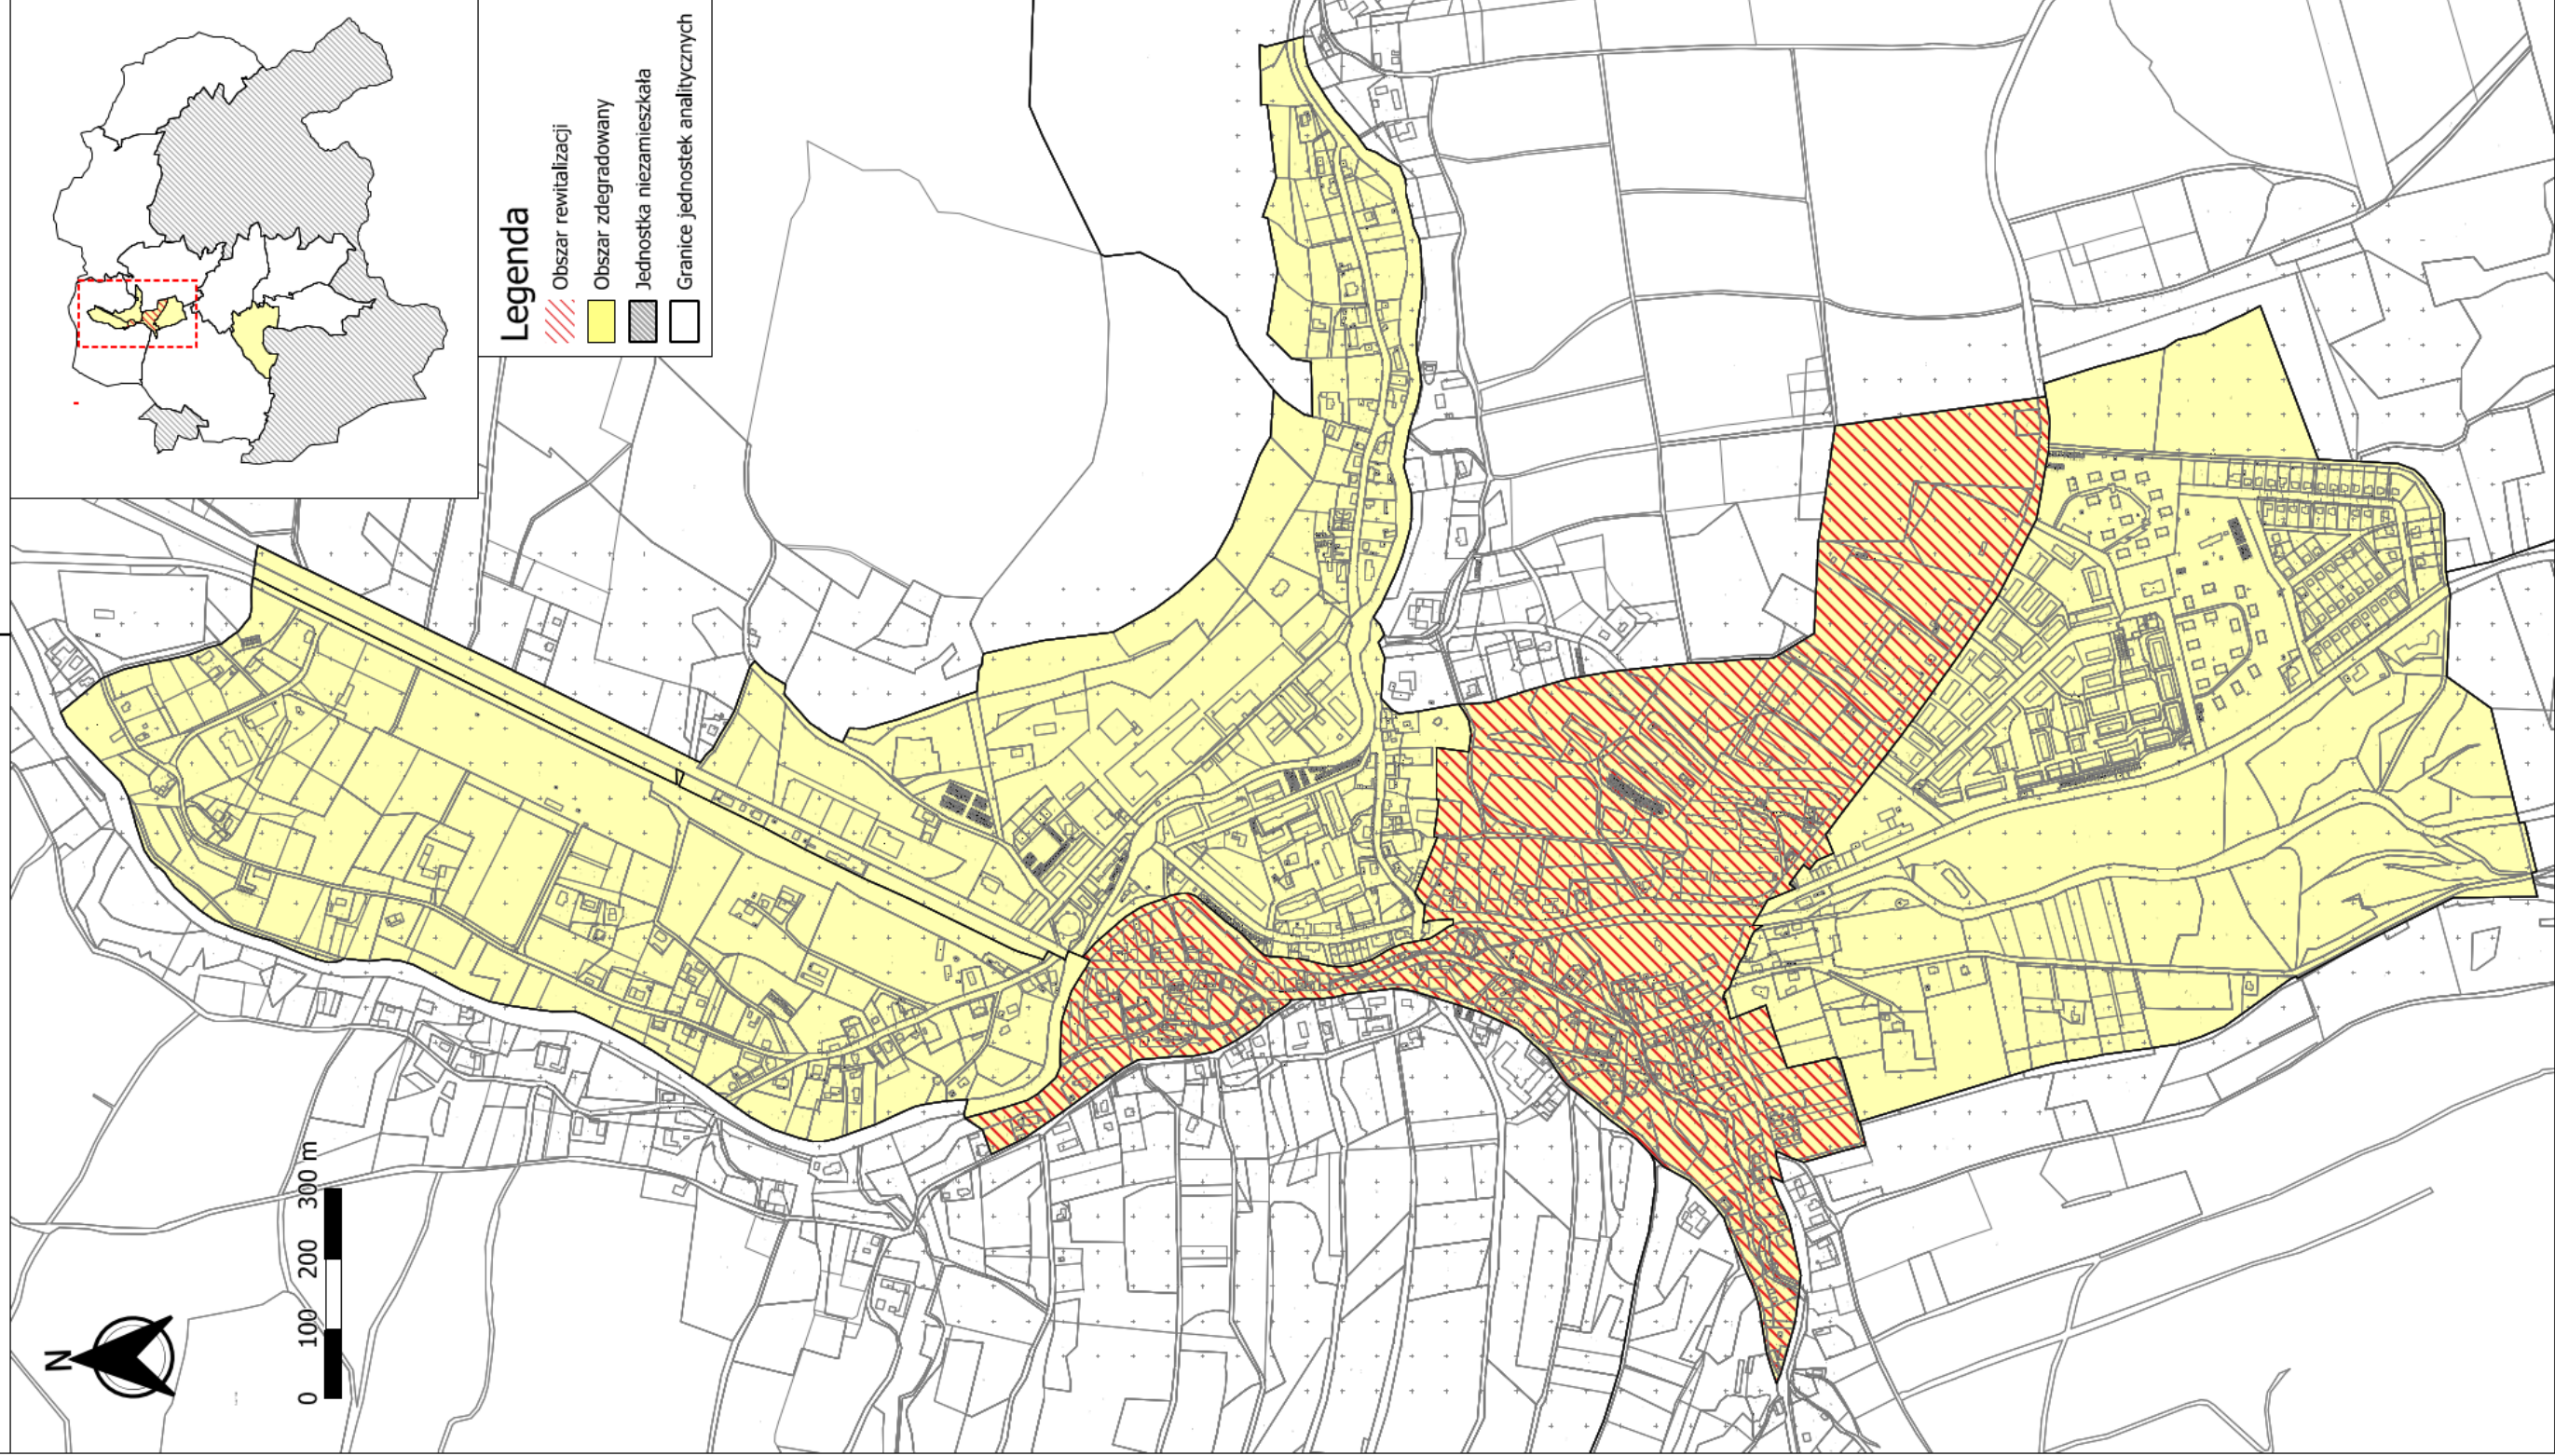 Legenda
Obszar rewitalizacji
Obszar zdegradowany
Jednostka niezamieszkała
Granice jednostek analitycznych
N
0 100 200 300 m